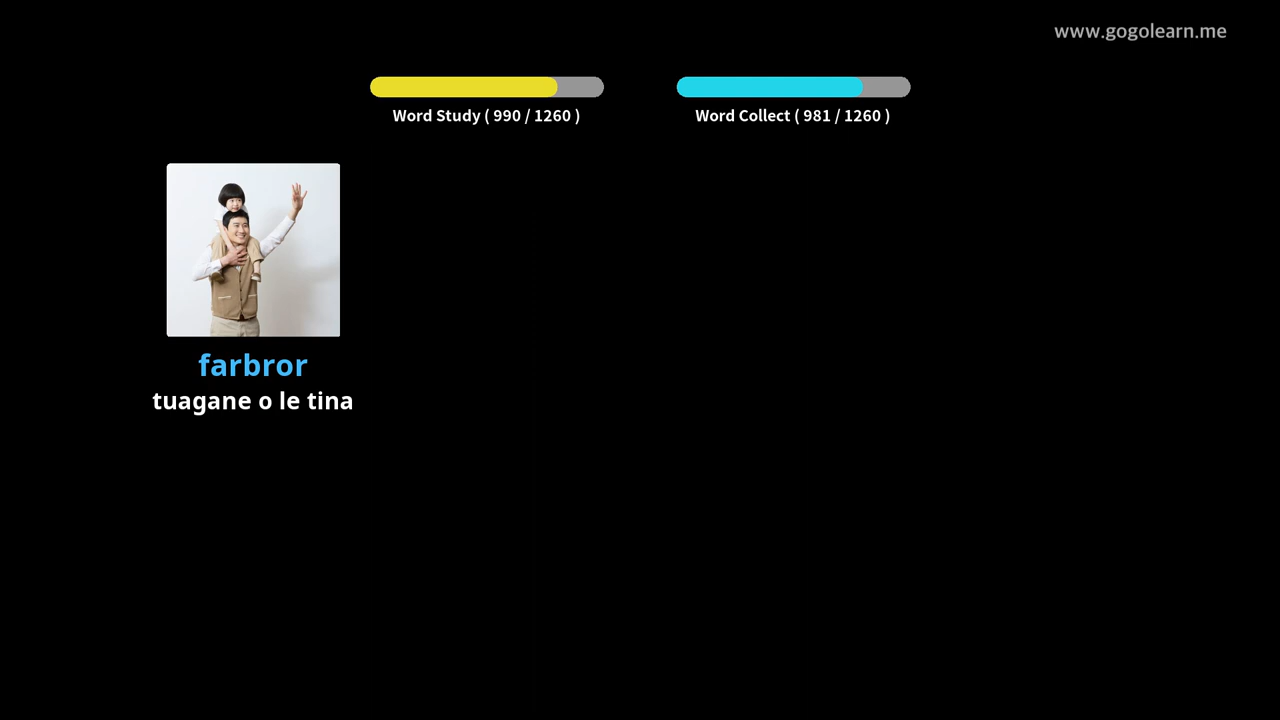 www.gogolearn.me
Word Study ( 990 / 1260 )
Word Collect ( 981 / 1260 )
farbror
tuagane o le tina